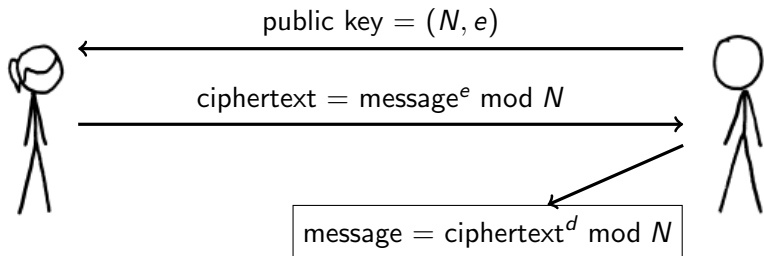 public key = (N, e)
ciphertext = message^e mod N
message = ciphertext^d mod N